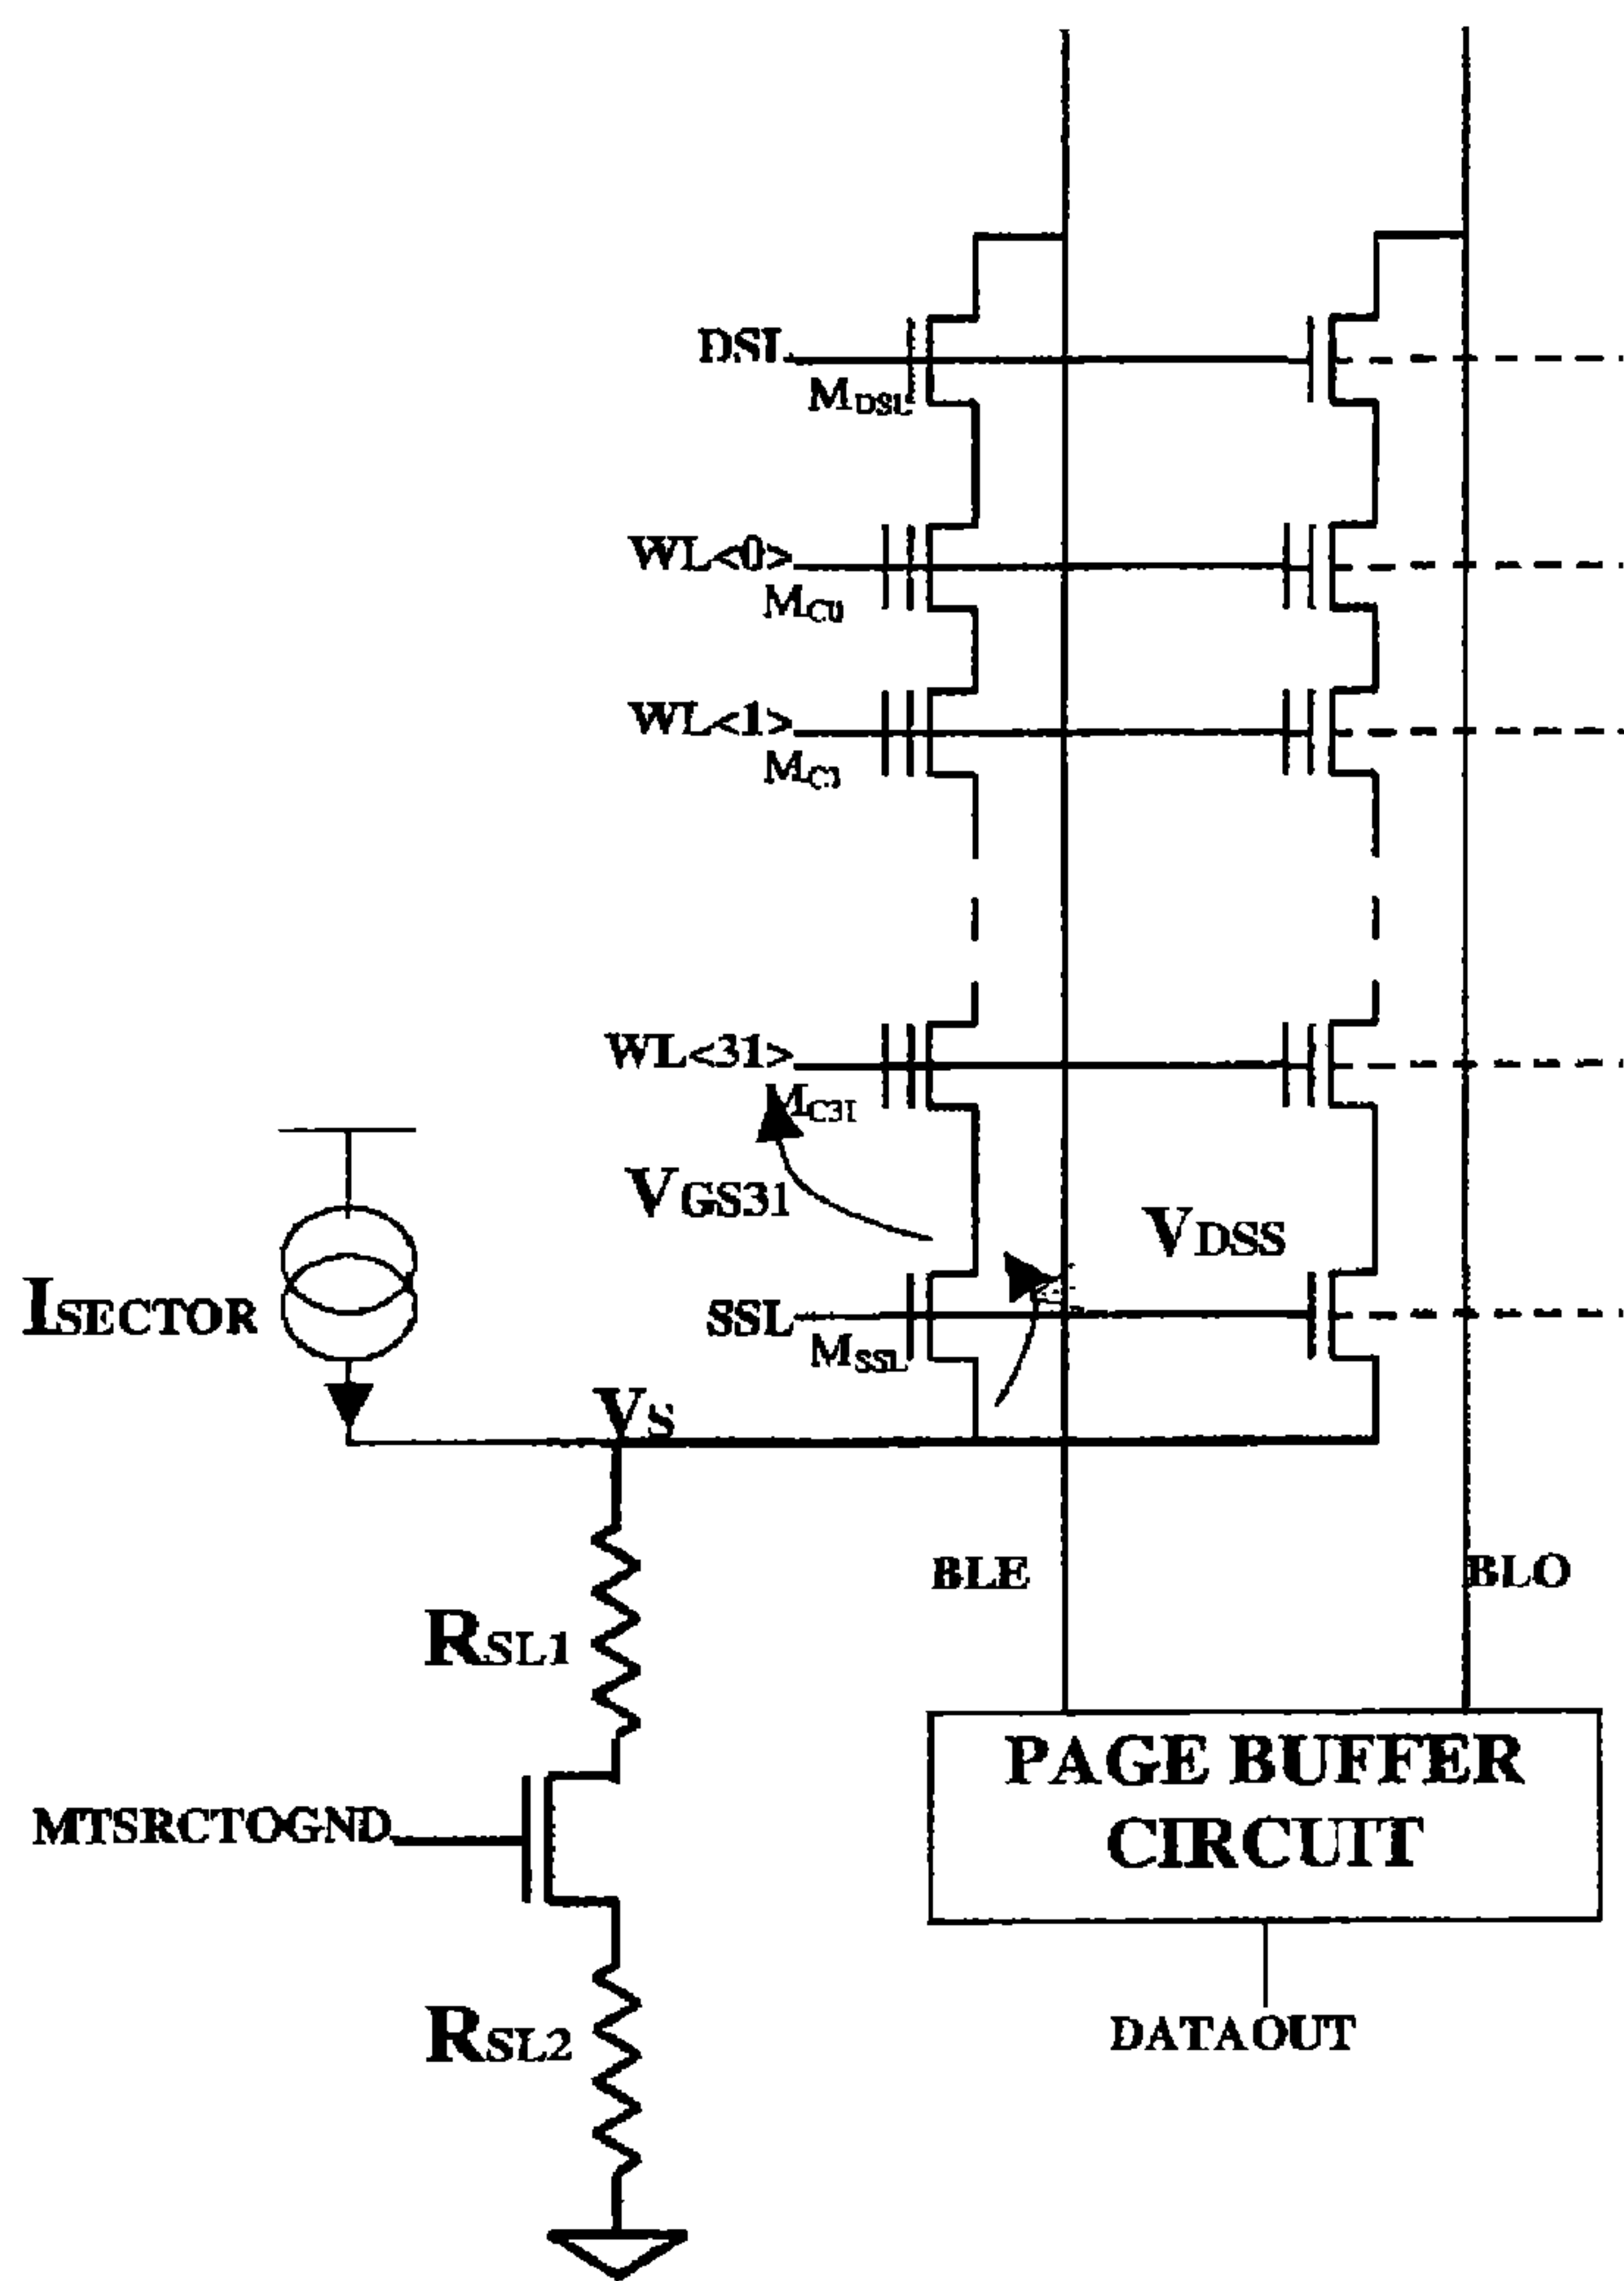 DSL
MDSL
WL<0>
MC0
WL<1>
MC1
WL<31>
MC31
VGS31
VDSS
ISECTOR
SSL
MSSL
VS
BLE
BLO
RSL1
PAGE BUFFER
CIRCUIT
MTSRCTOGND
RSL2
DATAOUT